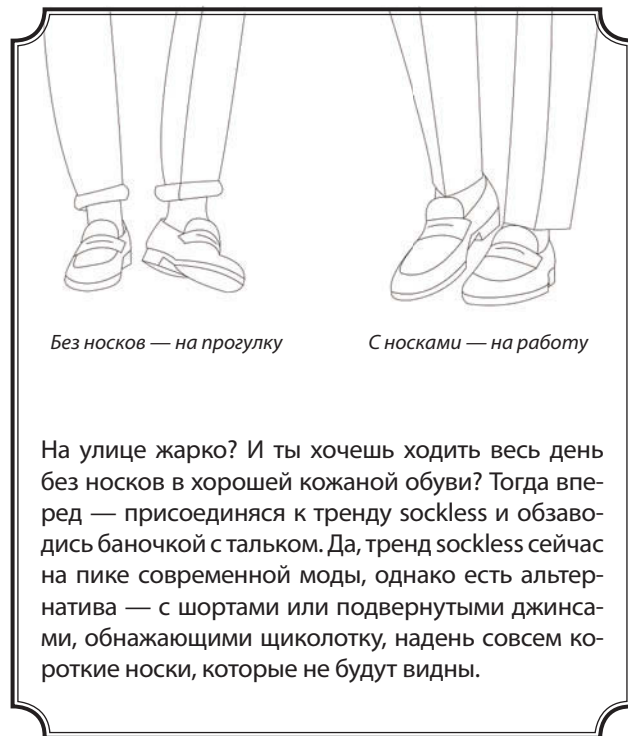 Без носков — на прогулку
С носками — на работу
На улице жарко? И ты хочешь ходить весь день
без носков в хорошей кожаной обуви? Тогда впе-
ред — присоединяся к тренду sockless и обзаво-
дись баночкой с тальком. Да, тренд sockless сейчас
на пике современной моды, однако есть альтер-
натива — с шортами или подвернутыми джинса-
ми, обнажающими щиколотку, надень совсем ко-
роткие носки, которые не будут видны.